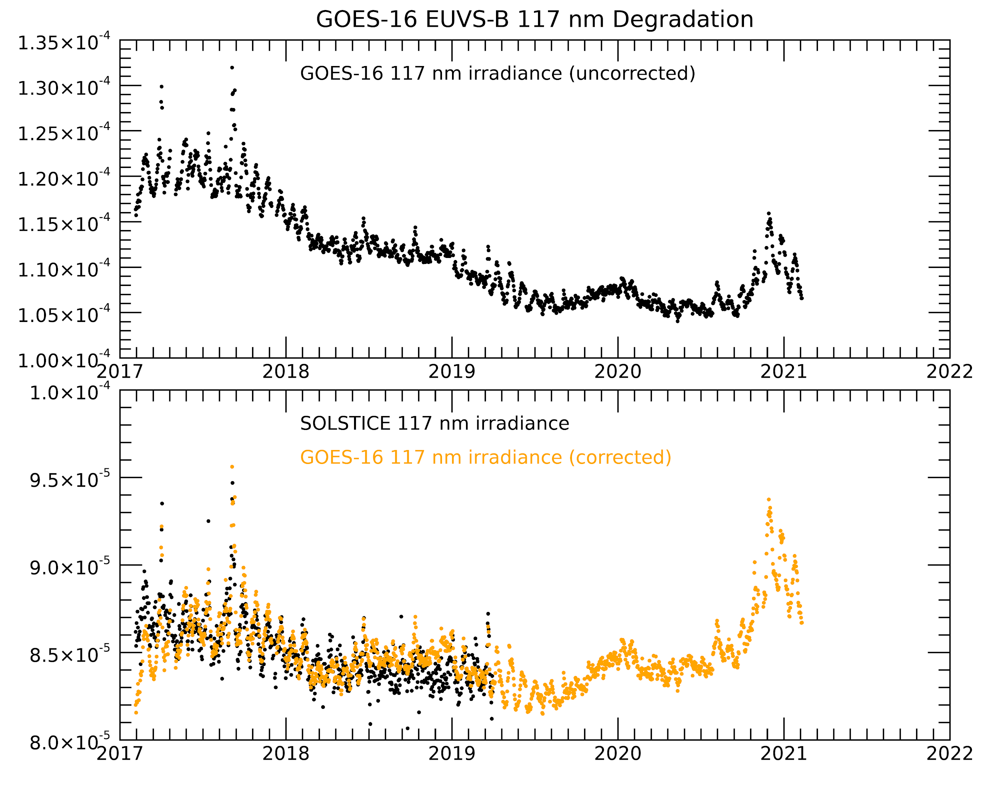 GOES-16 EUVS-B 117 nm Degradation
1.35×10⁻⁴
GOES-16 117 nm irradiance (uncorrected)
1.30×10⁻⁴
1.25×10⁻⁴
1.20×10⁻⁴
1.15×10⁻⁴
1.10×10⁻⁴
1.05×10⁻⁴
1.00×10⁻⁴
2017 2018 2019 2020 2021 2022
1.0×10⁻⁴
SOLSTICE 117 nm irradiance
GOES-16 117 nm irradiance (corrected)
9.5×10⁻⁵
9.0×10⁻⁵
8.5×10⁻⁵
8.0×10⁻⁵
2017 2018 2019 2020 2021 2022